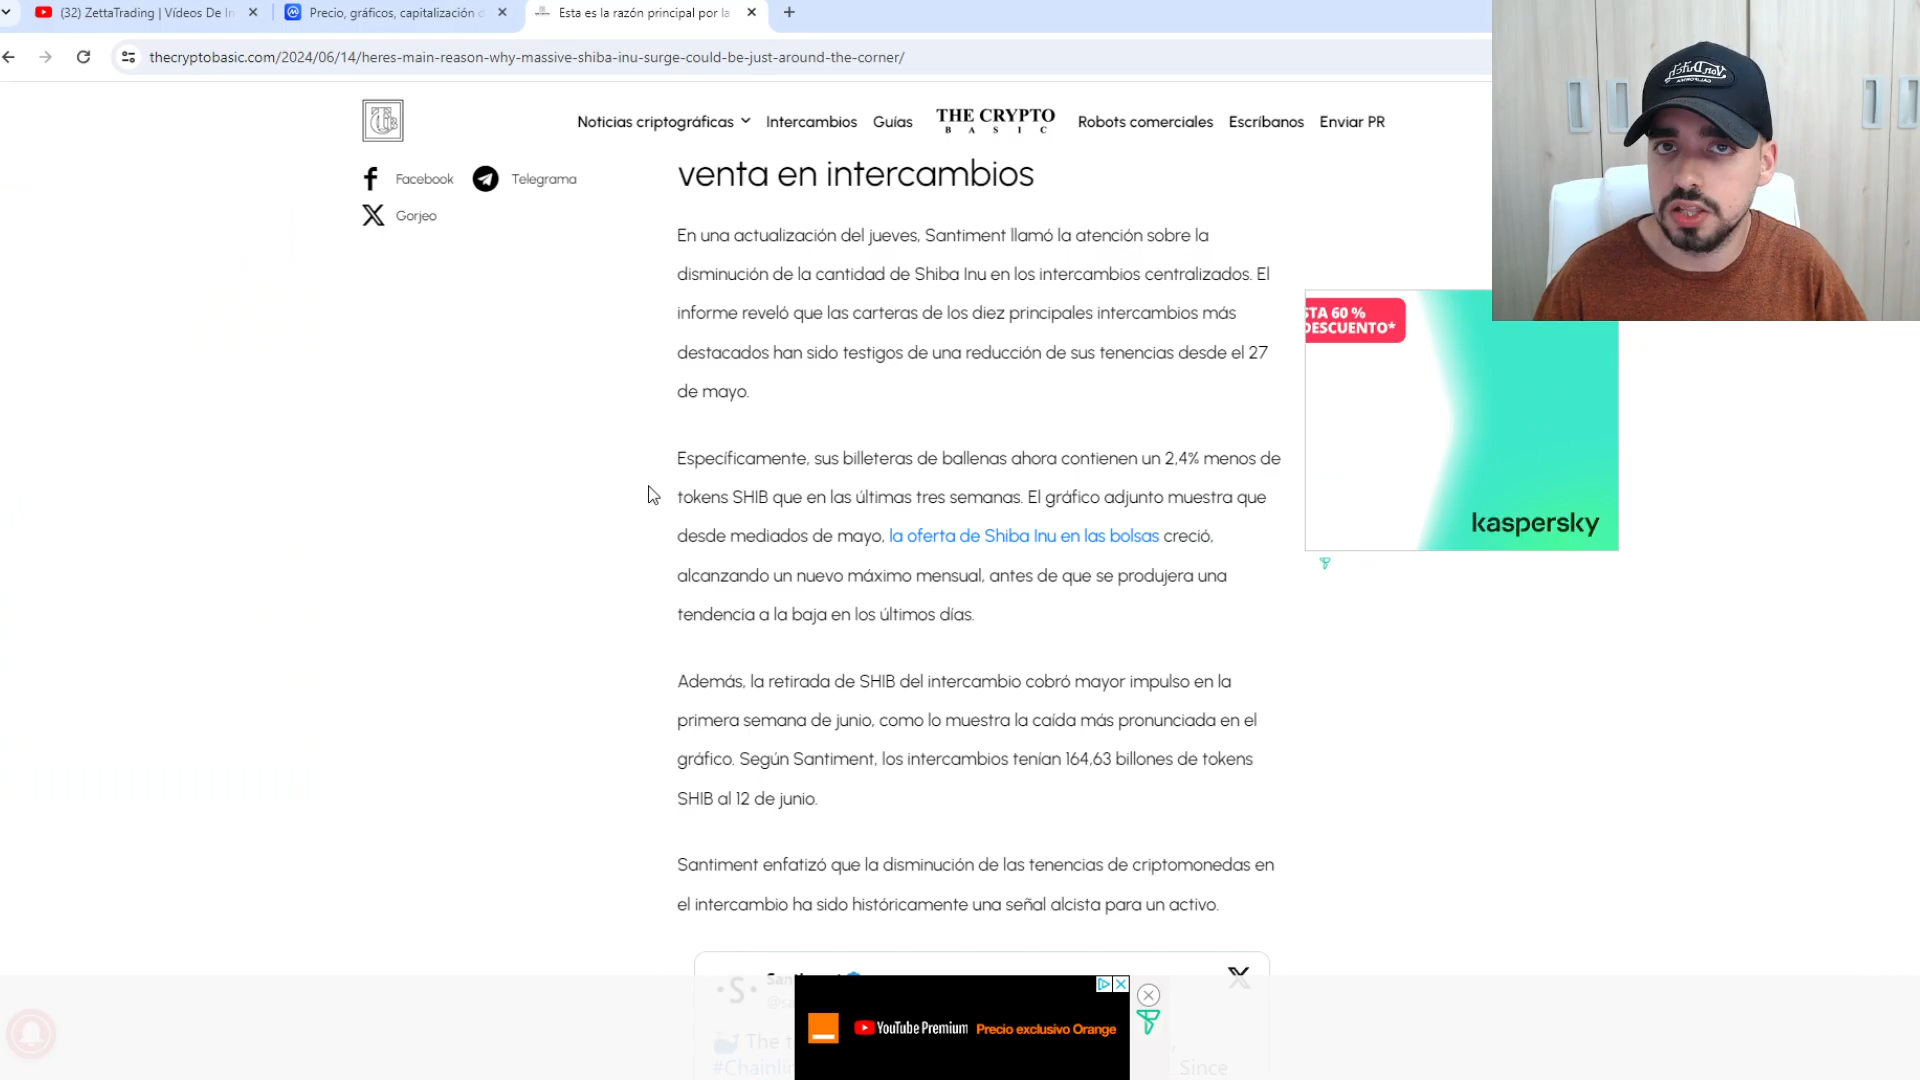 (32) ZettaTrading | Vídeos De In
Precio, gráficos, capitalización d
Esta es la razón principal por la
thecryptobasic.com/2024/06/14/heres-main-reason-why-massive-shiba-inu-surge-could-be-just-around-the-corner/
Noticias criptográficas
Intercambios
Guías
THE CRYPTO
BASIC
Robots comerciales
Escríbanos
Enviar PR
Facebook
Telegrama
Gorjeo
venta en intercambios
En una actualización del jueves, Santiment llamó la atención sobre la
disminución de la cantidad de Shiba Inu en los intercambios centralizados. El
informe reveló que las carteras de los diez principales intercambios más
destacados han sido testigos de una reducción de sus tenencias desde el 27
de mayo.
Específicamente, sus billeteras de ballenas ahora contienen un 2,4% menos de
tokens SHIB que en las últimas tres semanas. El gráfico adjunto muestra que
desde mediados de mayo, la oferta de Shiba Inu en las bolsas creció,
alcanzando un nuevo máximo mensual, antes de que se produjera una
tendencia a la baja en los últimos días.
Además, la retirada de SHIB del intercambio cobró mayor impulso en la
primera semana de junio, como lo muestra la caída más pronunciada en el
gráfico. Según Santiment, los intercambios tenían 164,63 billones de tokens
SHIB al 12 de junio.
Santiment enfatizó que la disminución de las tenencias de criptomonedas en
el intercambio ha sido históricamente una señal alcista para un activo.
STA 60 %
DESCUENTO*
kaspersky
YouTube Premium Precio exclusivo Orange
The t
#Chainli
Since